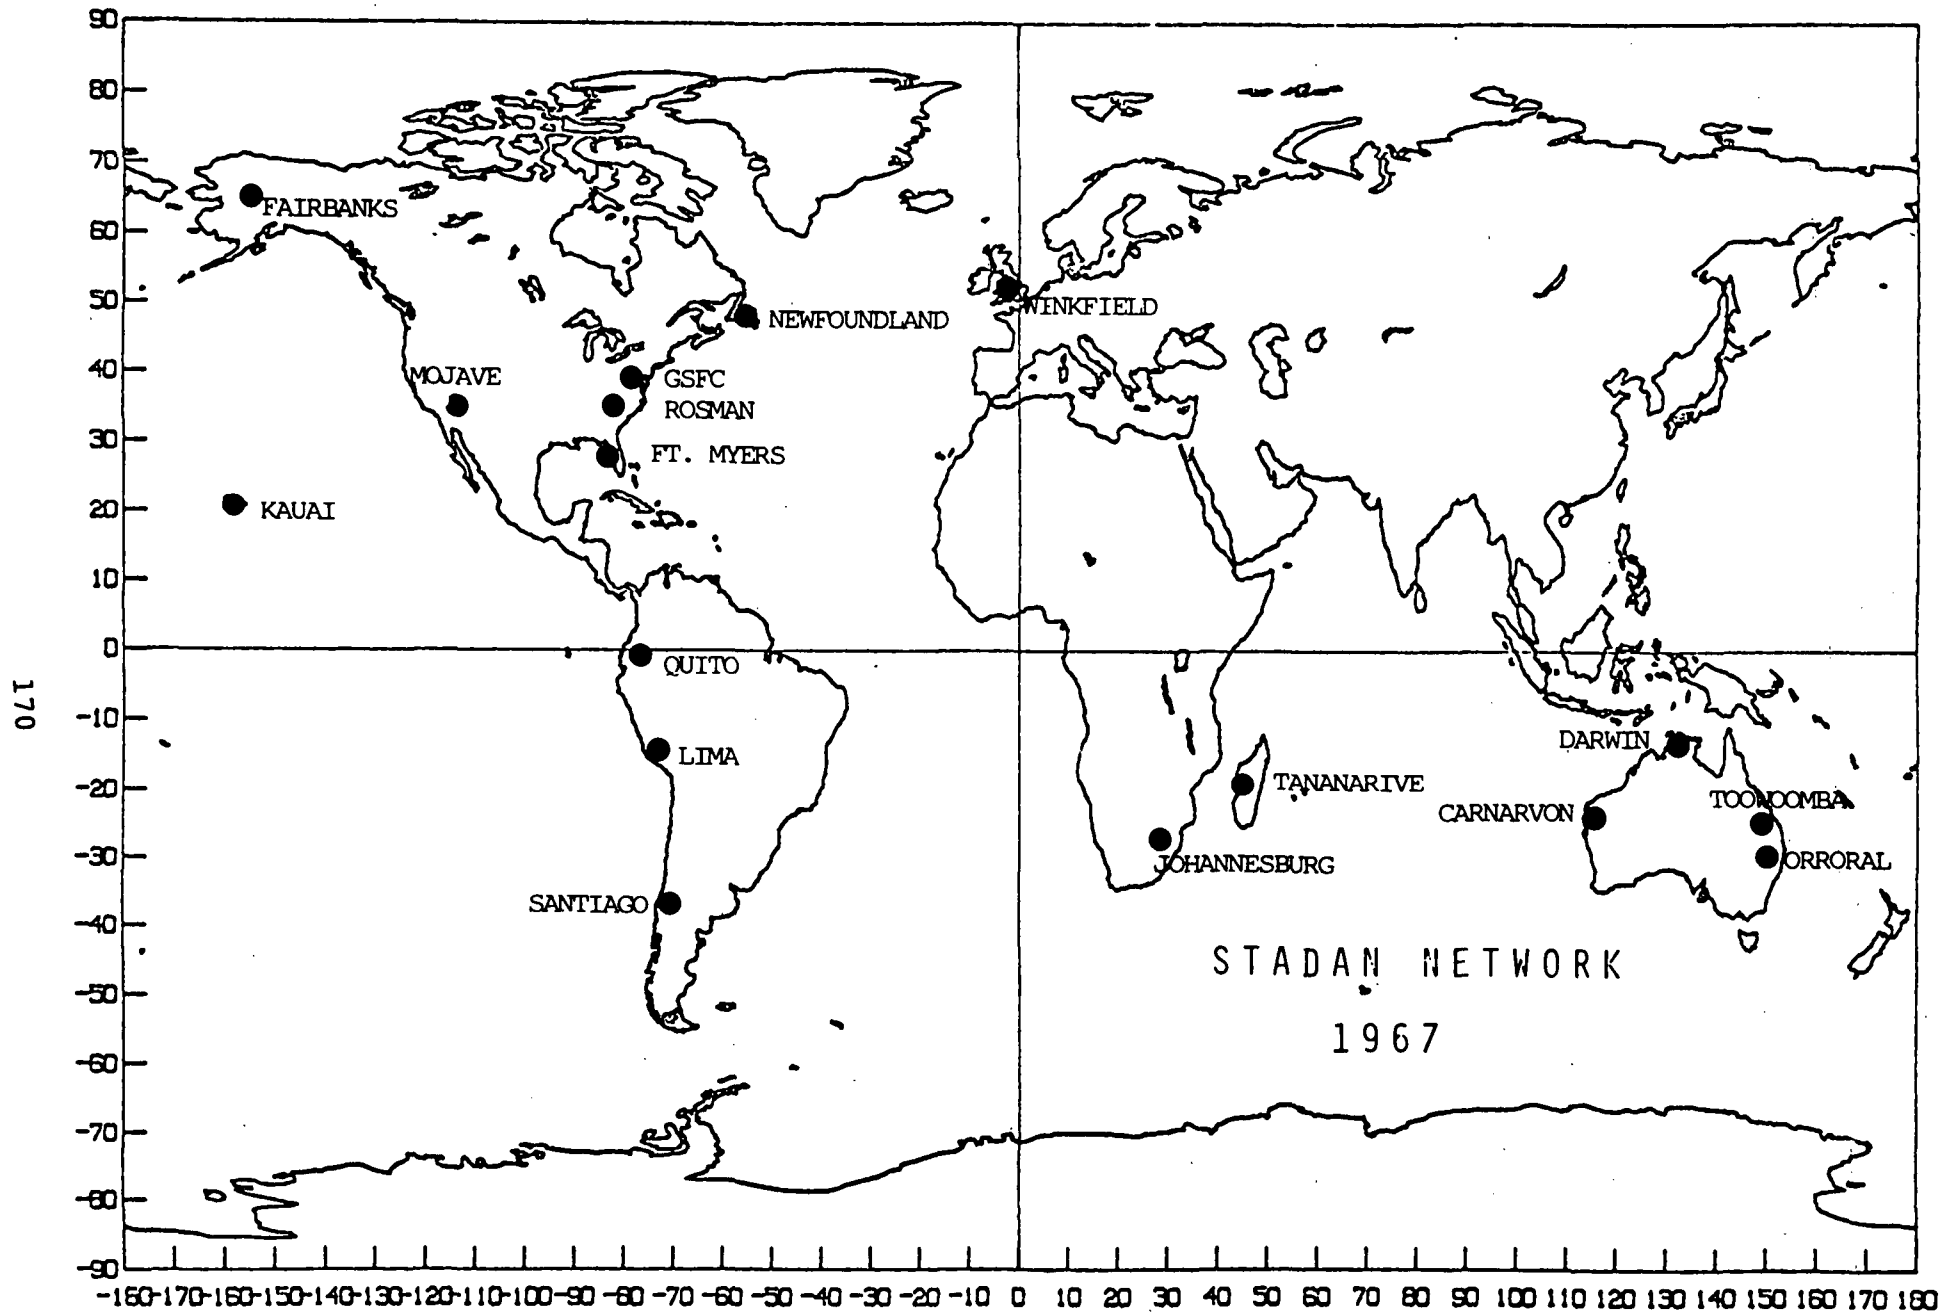 90
80
70
60
50
40
30
20
10
0
-10
-20
-30
-40
-50
-60
-70
-80
-90
FAIRBANKS
WINKFIELD
NEWFOUNDLAND
MOJAVE
GSFC
ROSMAN
FT. MYERS
KAUAI
QUITO
LIMA
DARWIN
TANANARIVE
TOOWOOMBA
CARNARVON
JOHANNESBURG
ORRORAL
SANTIAGO
STADAN NETWORK
1967
-180 -170 -160 -150 -140 -130 -120 -110 -100 -90 -80 -70 -60 -50 -40 -30 -20 -10 0 10 20 30 40 50 60 70 80 90 100 110 120 130 140 150 160 170 180
170